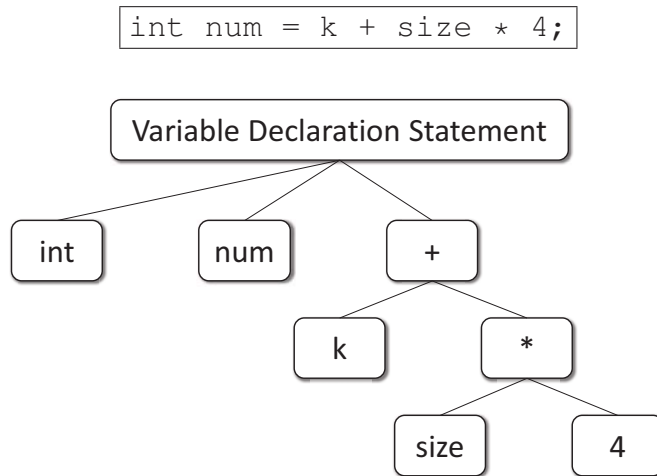 int num = k + size * 4;
Variable Declaration Statement
int num +
k *
size 4